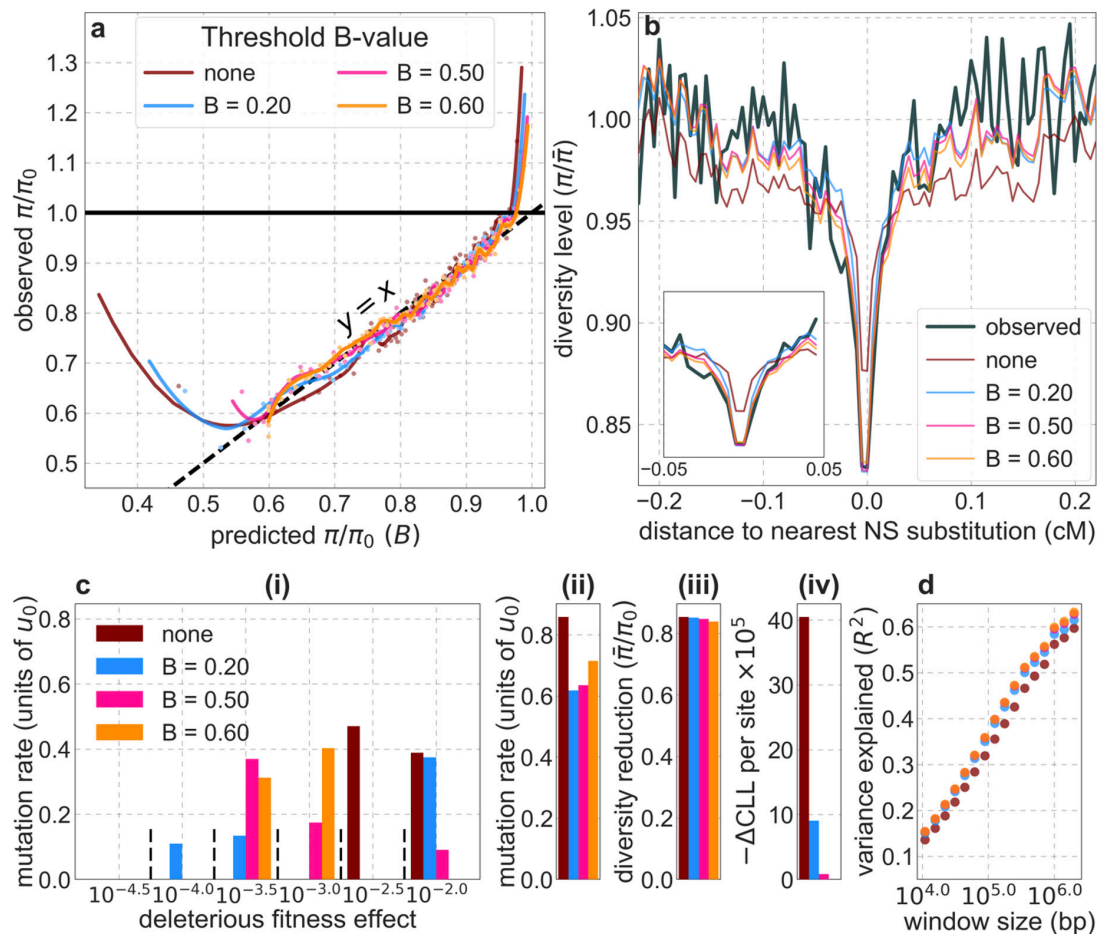 a
Threshold B-value
none
B = 0.20
B = 0.50
B = 0.60
1.3
1.2
1.1
1.0
0.9
0.8
0.7
0.6
0.5
observed π/π₀
y = x
0.4 0.5 0.6 0.7 0.8 0.9 1.0
predicted π/π₀ (B)
b
1.05
1.00
0.95
0.90
0.85
diversity level (π/π̄)
observed
none
B = 0.20
B = 0.50
B = 0.60
−0.05 0.05
−0.1 0.0 0.1 0.2
distance to nearest NS substitution (cM)
c
(i)
mutation rate (units of u₀)
0.8
0.6
0.4
0.2
0.0
none
B = 0.20
B = 0.50
B = 0.60
10^−4.5 10^−4.0 10^−3.5 10^−3.0 10^−2.5 10^−2.0
deleterious fitness effect
(ii)
mutation rate (units of u₀)
0.8
0.6
0.4
0.2
0.0
(iii)
diversity reduction (π̄/π₀)
0.8
0.6
0.4
0.2
0.0
(iv)
−ΔCLL per site ×10⁵
40
30
20
10
0
d
variance explained (R²)
0.6
0.5
0.4
0.3
0.2
0.1
10^4.0 10^5.0 10^6.0
window size (bp)